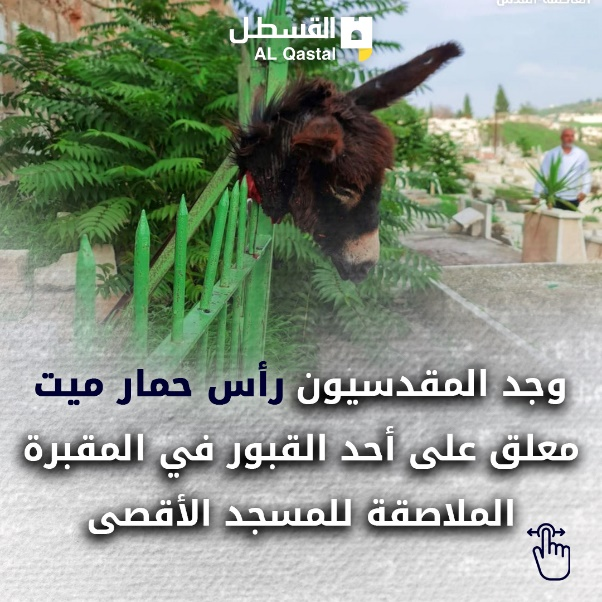 القسطل
AL Qastal
وجد المقدسيون رأس حمار ميت
معلق على أحد القبور في المقبرة
الملاصقة للمسجد الأقصى